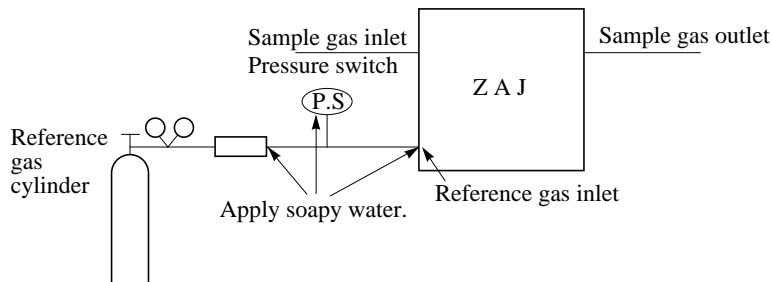 Sample gas inlet
Sample gas outlet
Pressure switch
Z A J
P.S
Reference
gas
cylinder
Reference gas inlet
Apply soapy water.